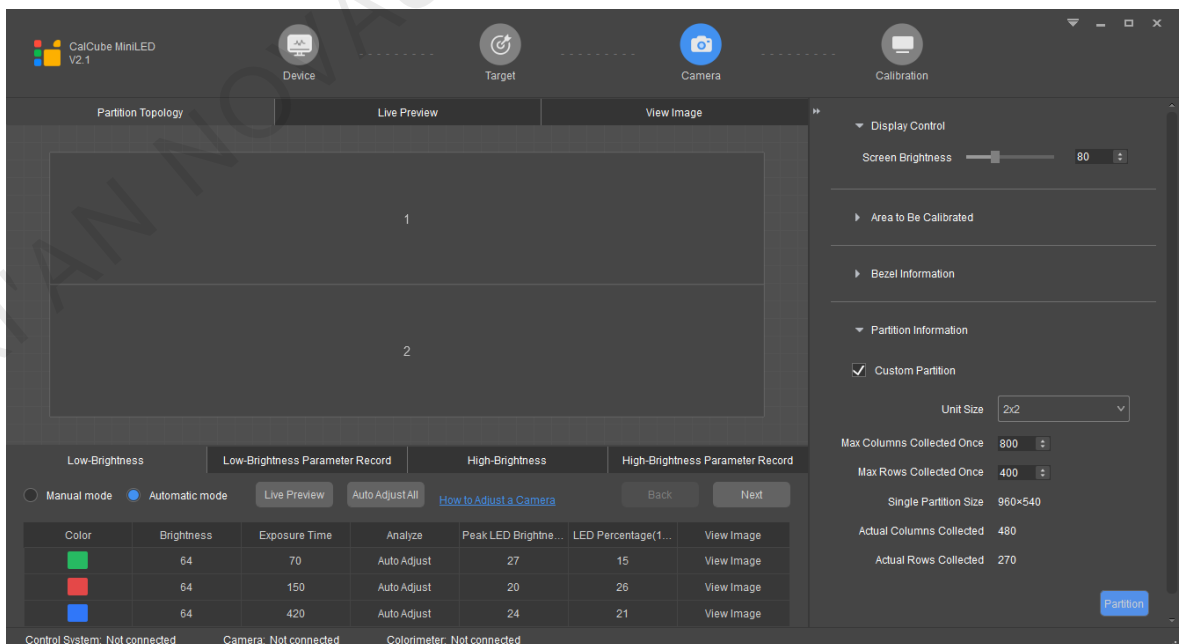 CalCube MiniLED
V2.1
Device
Target
Camera
Calibration
Partition Topology
Live Preview
View Image
1
2
Display Control
Screen Brightness 80
Area to Be Calibrated
Bezel Information
Partition Information
Custom Partition
Unit Size 2x2
Max Columns Collected Once 800
Max Rows Collected Once 400
Single Partition Size 960×540
Actual Columns Collected 480
Actual Rows Collected 270
Partition
Low-Brightness Low-Brightness Parameter Record High-Brightness High-Brightness Parameter Record
Manual mode Automatic mode Live Preview Auto Adjust All How to Adjust a Camera Back Next
Color Brightness Exposure Time Analyze Peak LED Brightne... LED Percentage(1... View Image
64 70 Auto Adjust 27 15 View Image
64 150 Auto Adjust 20 26 View Image
64 420 Auto Adjust 24 21 View Image
Control System: Not connected Camera: Not connected Colorimeter: Not connected